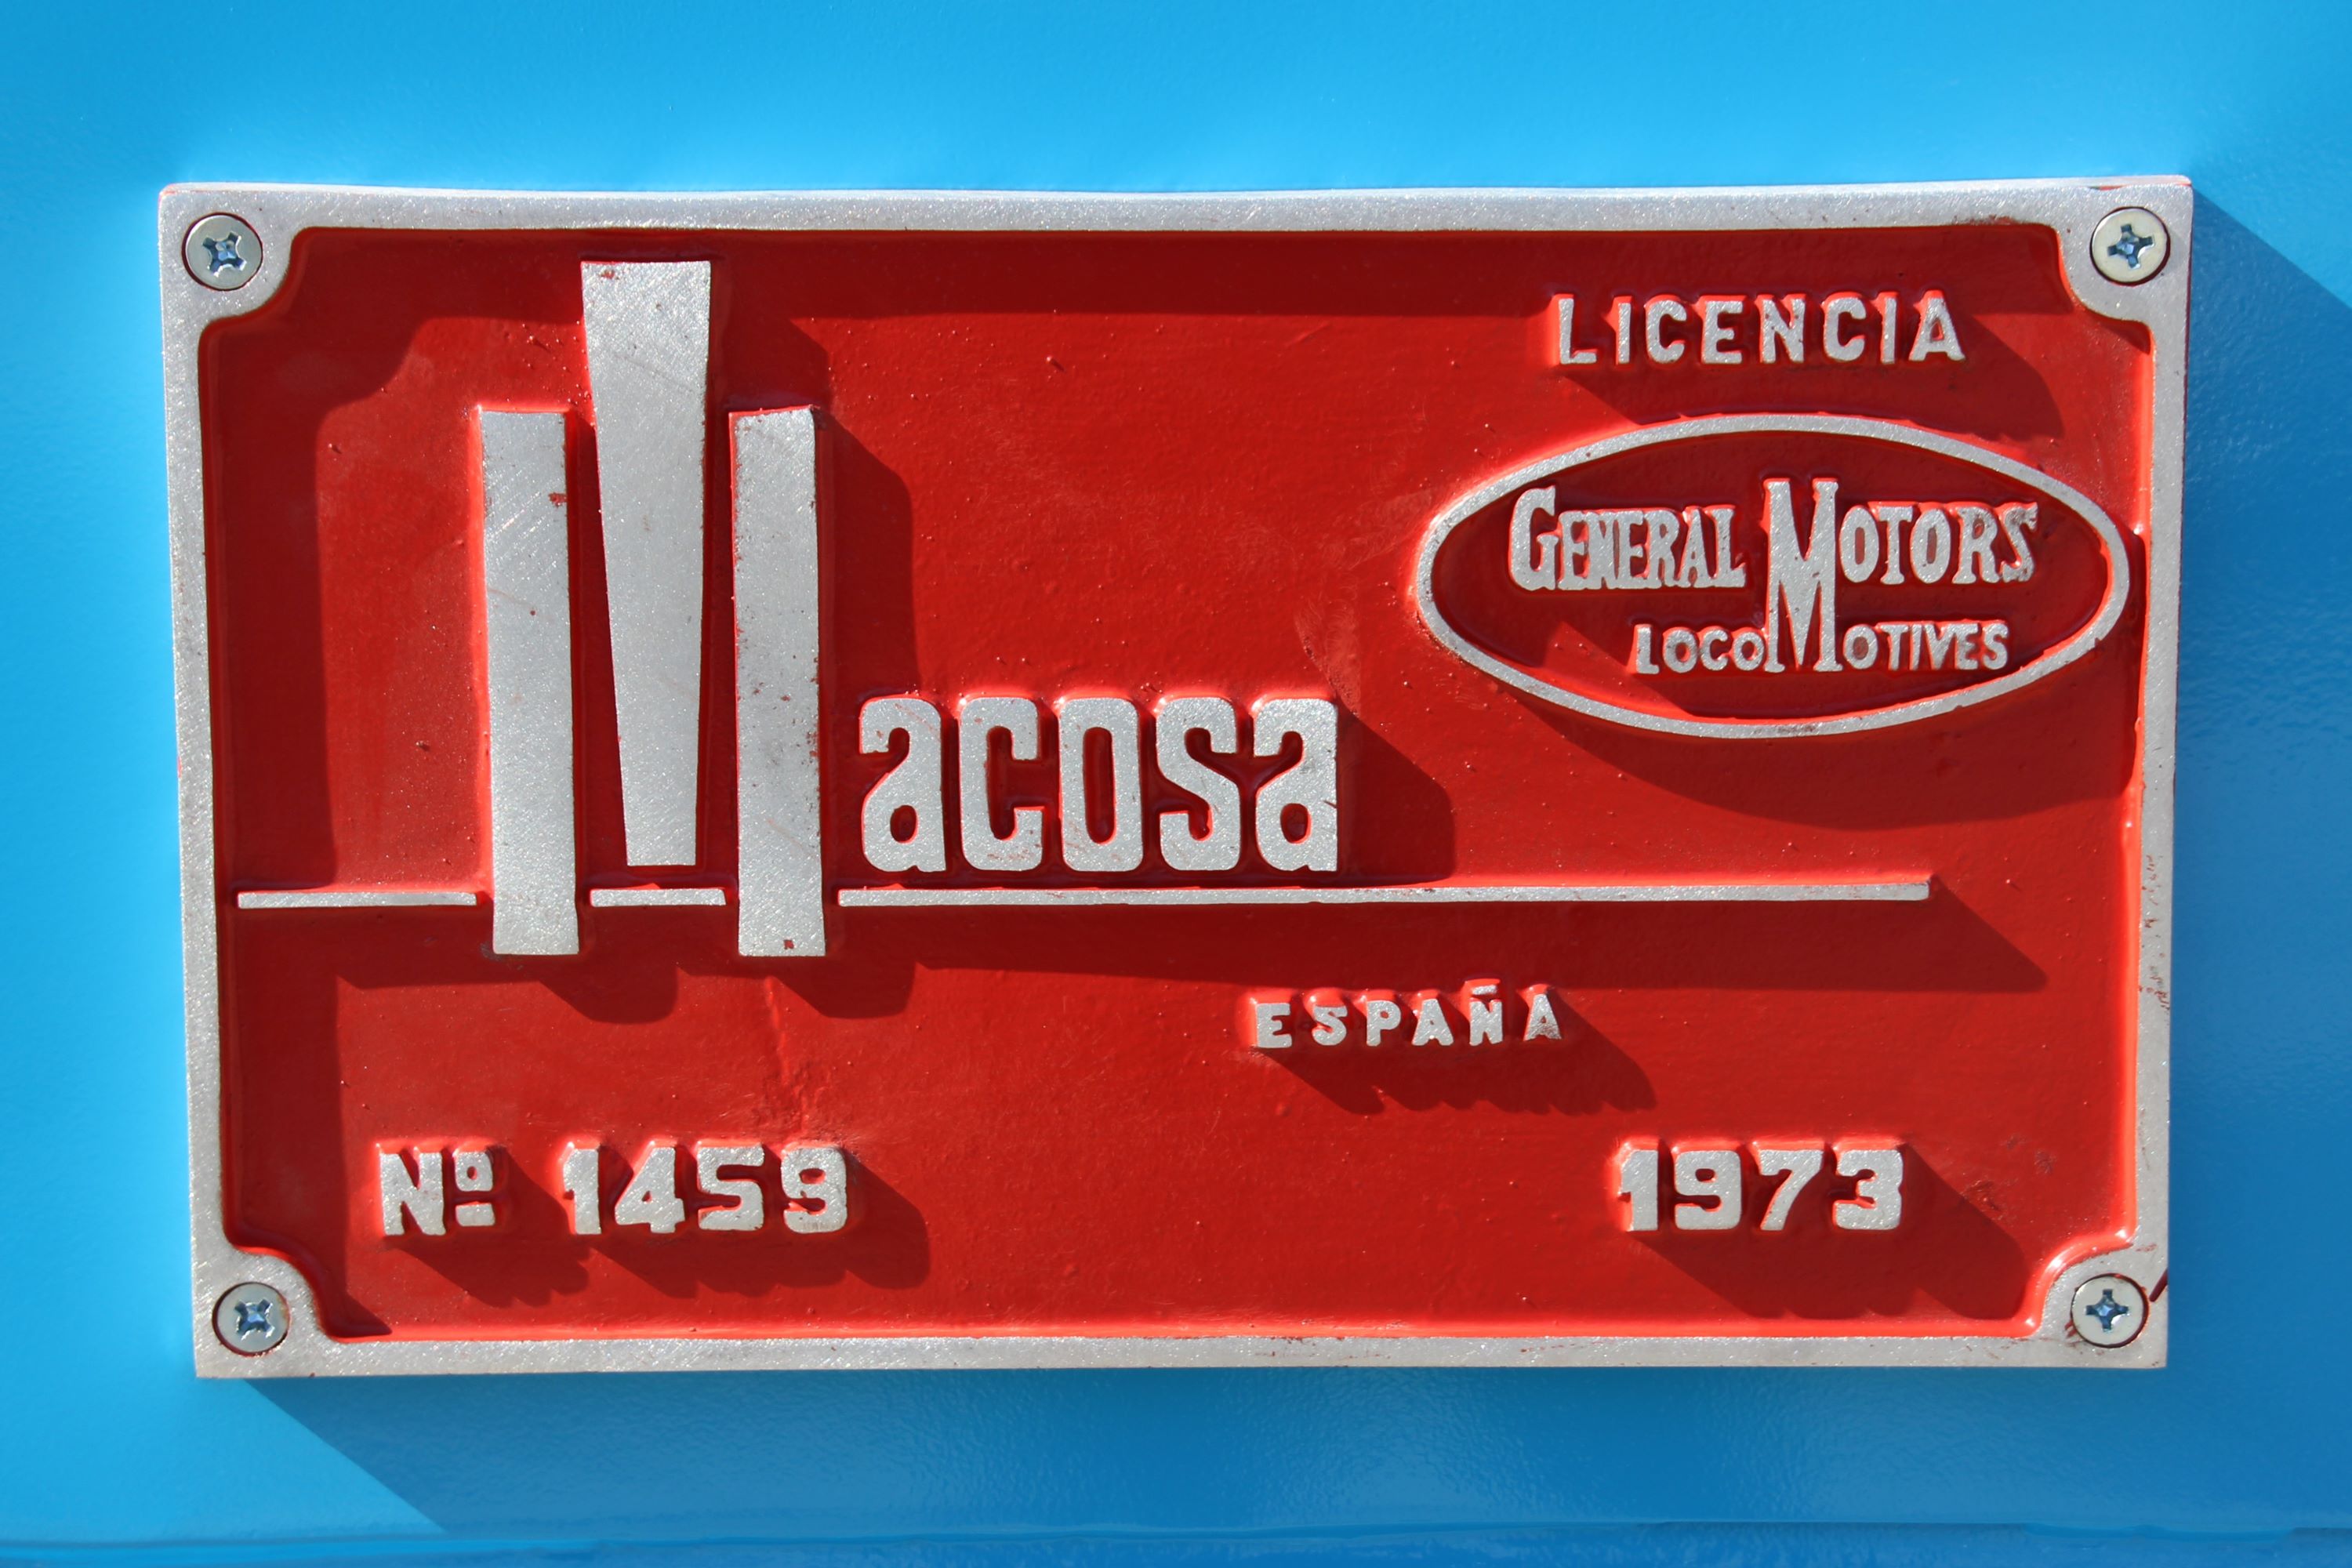 LICENCIA
GENERAL MOTORS
LOCOMOTIVES
Macosa
ESPAÑA
Nº 1459
1973